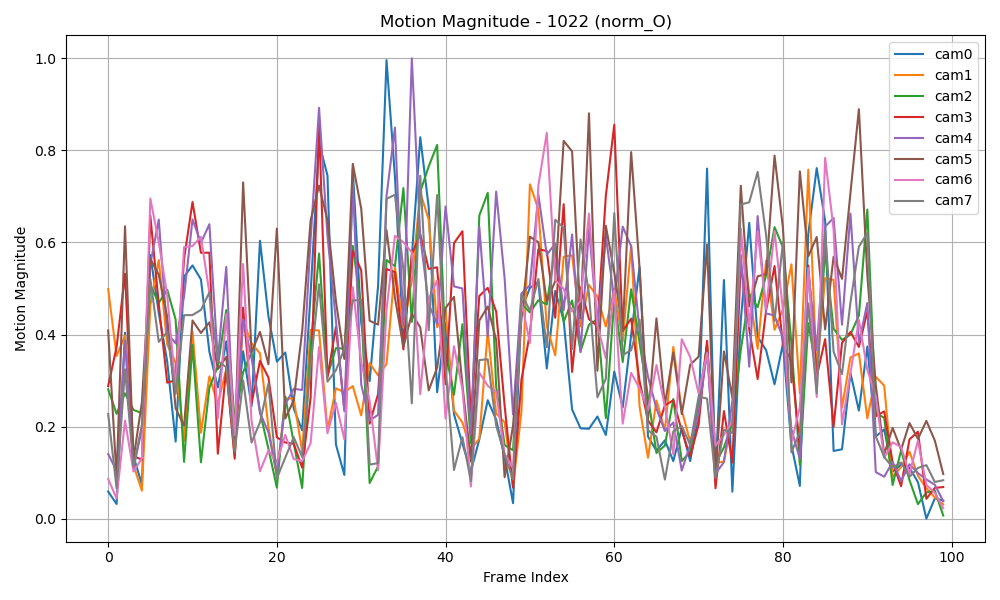 Motion Magnitude - 1022 (norm_O)
Motion Magnitude
1.0
0.8
0.6
0.4
0.2
0.0
0
20
40
60
80
100
Frame Index
cam0
cam1
cam2
cam3
cam4
cam5
cam6
cam7